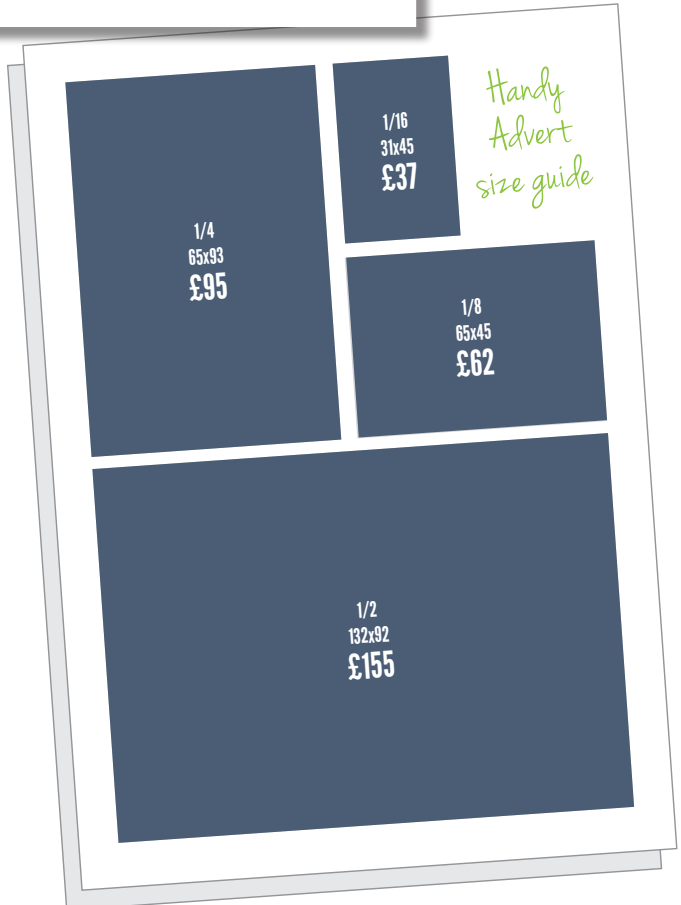 Handy
Advert
size guide
1/16
31x45
£37
1/4
65x93
£95
1/8
65x45
£62
1/2
132x92
£155